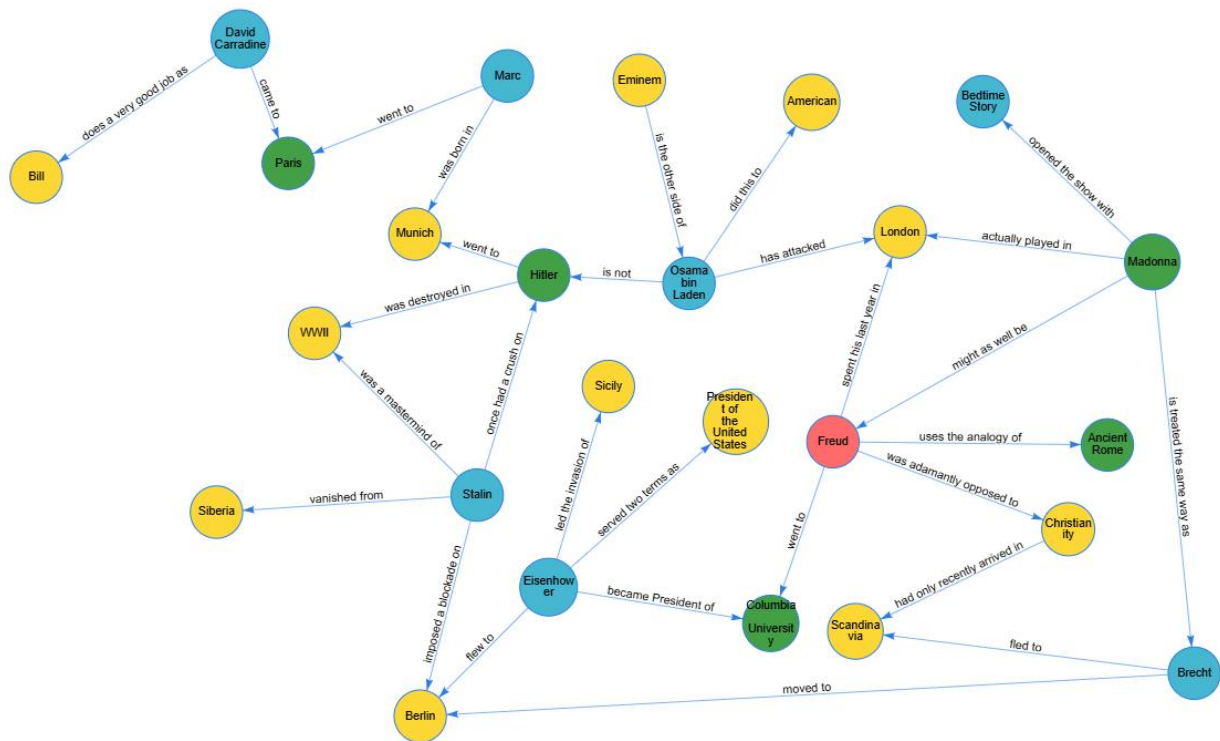 David
Carradine
does a very good job as
came to
Marc
went to
was born in
Bill
Paris
Eminem
is the other side of
American
did this to
Bedtime
Story
opened the show with
Munich
went to
Hitler
is not
Osama
bin
Laden
has attacked
London
actually played in
Madonna
was destroyed in
WWII
was a mastermind of
once had a crush on
Sicily
led the invasion of
Presiden
t of
the
United
States
served two terms as
spent his last year in
might as well be
is treated the same way as
Freud
uses the analogy of
Ancient
Rome
was adamantly opposed to
Siberia
vanished from
Stalin
went to
Christian
ity
had only recently arrived in
imposed a blockade on
Eisenhow
er
became President of
Columbia
Universit
y
flew to
Scandina
via
fled to
Brecht
moved to
Berlin